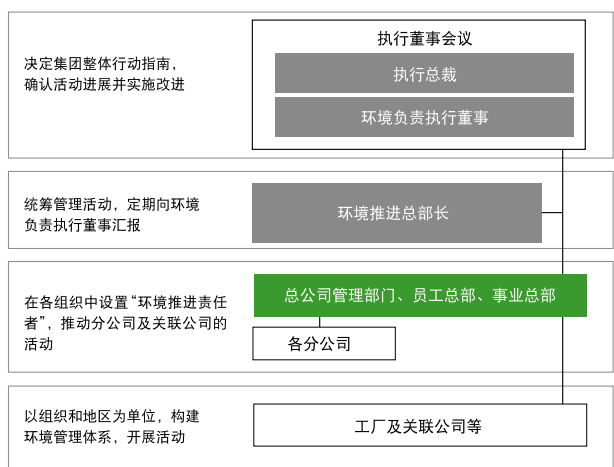 决定集团整体行动指南，
确认活动进展并实施改进
执行董事会议
执行总裁
环境负责执行董事
统筹管理活动，定期向环境
负责执行董事汇报
环境推进总部长
在各组织中设置“环境推进责任
者”，推动分公司及关联公司的
活动
总公司管理部门、员工总部、事业总部
各分公司
以组织和地区为单位，构建
环境管理体系，开展活动
工厂及关联公司等